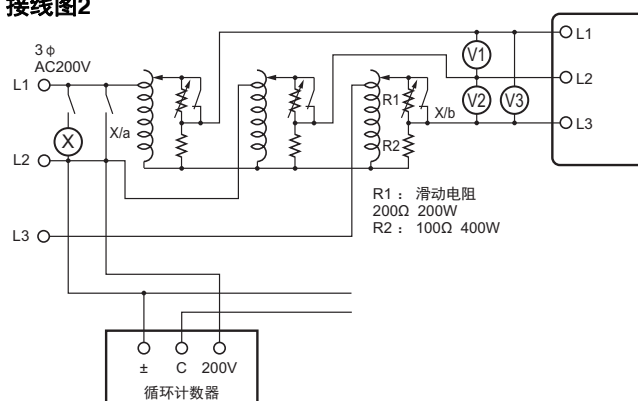 接线图2
3φ
AC200V
L1
L2
L3
X
X/a
R1
R2
X/b
V1
V2
V3
L1
L2
L3
R1： 滑动电阻
200Ω 200W
R2： 100Ω 400W
± C 200V
循环计数器